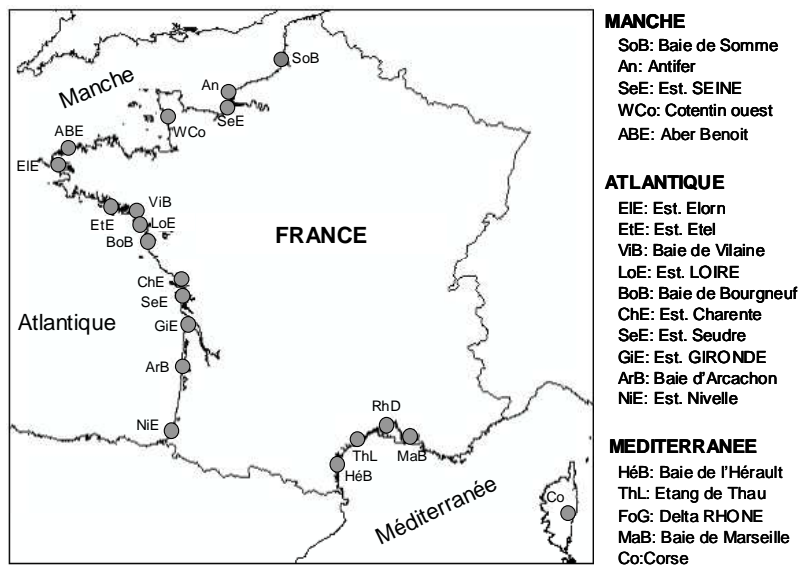 SoB
Manche
An
SeE
WCo
ABE
ElE
ViB
EtE
LoE
BoB
FRANCE
ChE
SeE
Atlantique
GiE
ArB
RhD
NiE
ThL
MaB
HéB
Co
Méditerranée
MANCHE
SoB: Baie de Somme
An: Antifer
SeE: Est. SEINE
WCo: Cotentin ouest
ABE: Aber Benoit
ATLANTIQUE
ElE: Est. Elorn
EtE: Est. Etel
ViB: Baie de Vilaine
LoE: Est. LOIRE
BoB: Baie de Bourgneuf
ChE: Est. Charente
SeE: Est. Seudre
GiE: Est. GIRONDE
ArB: Baie d'Arcachon
NiE: Est. Nivelle
MEDITERRANEE
HéB: Baie de l'Hérault
ThL: Etang de Thau
FoG: Delta RHONE
MaB: Baie de Marseille
Co:Corse